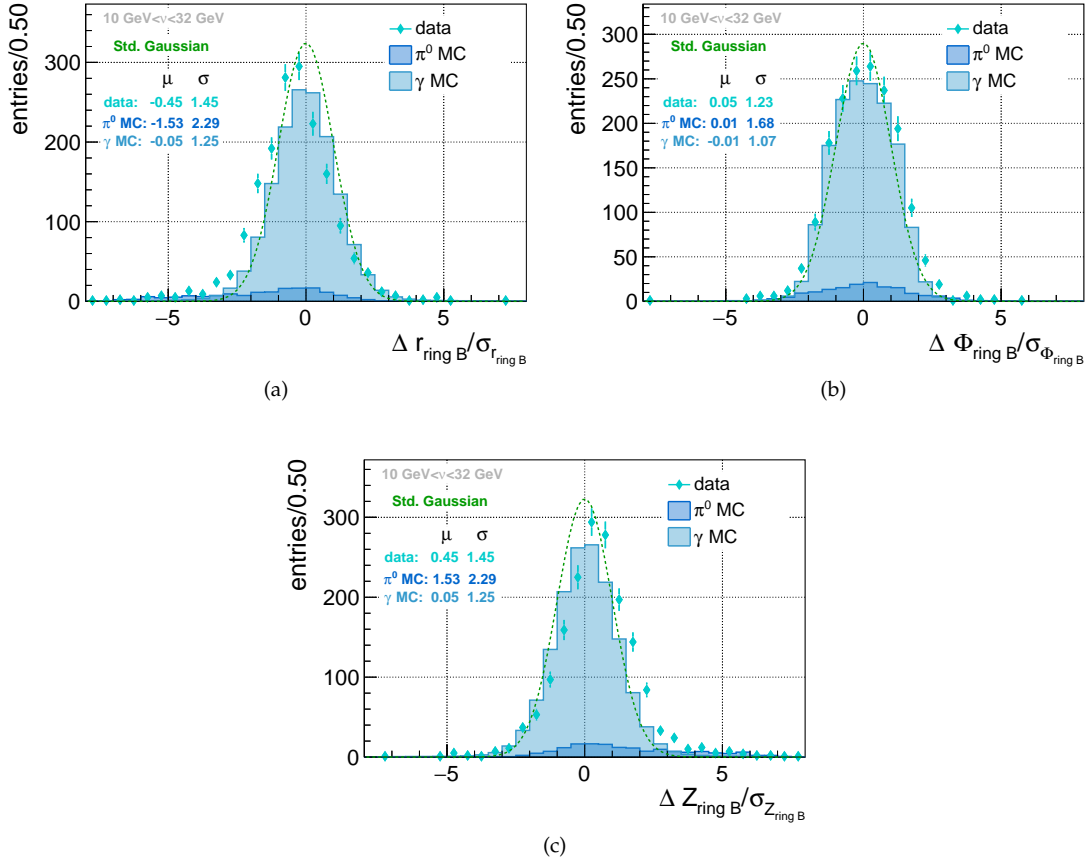 10 GeV<ν<32 GeV
Std. Gaussian
μ σ
data: -0.45 1.45
π⁰ MC: -1.53 2.29
γ MC: -0.05 1.25
data
π⁰ MC
γ MC
entries/0.50
300
200
100
0
−5 0 5
Δ r_ring B/σ_r_ring B
(a)
10 GeV<ν<32 GeV
Std. Gaussian
μ σ
data: 0.05 1.23
π⁰ MC: 0.01 1.68
γ MC: -0.01 1.07
data
π⁰ MC
γ MC
entries/0.50
300
250
200
150
100
50
0
−5 0 5
Δ Φ_ring B/σ_Φ_ring B
(b)
10 GeV<ν<32 GeV
Std. Gaussian
μ σ
data: 0.45 1.45
π⁰ MC: 1.53 2.29
γ MC: 0.05 1.25
data
π⁰ MC
γ MC
entries/0.50
300
200
100
0
−5 0 5
Δ Z_ring B/σ_Z_ring B
(c)